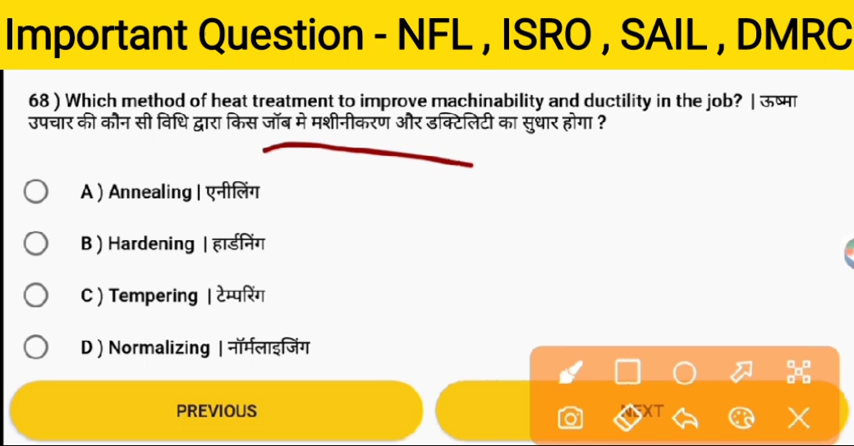 Important Question - NFL , ISRO , SAIL , DMRC
68 ) Which method of heat treatment to improve machinability and ductility in the job? | ऊष्मा
उपचार की कौन सी विधि द्वारा किस जॉब मे मशीनीकरण और डक्टिलिटी का सुधार होगा ?
A ) Annealing | एनीलिंग
B ) Hardening | हार्डनिंग
C ) Tempering | टेम्परिंग
D ) Normalizing | नॉर्मलाइजिंग
PREVIOUS
NEXT